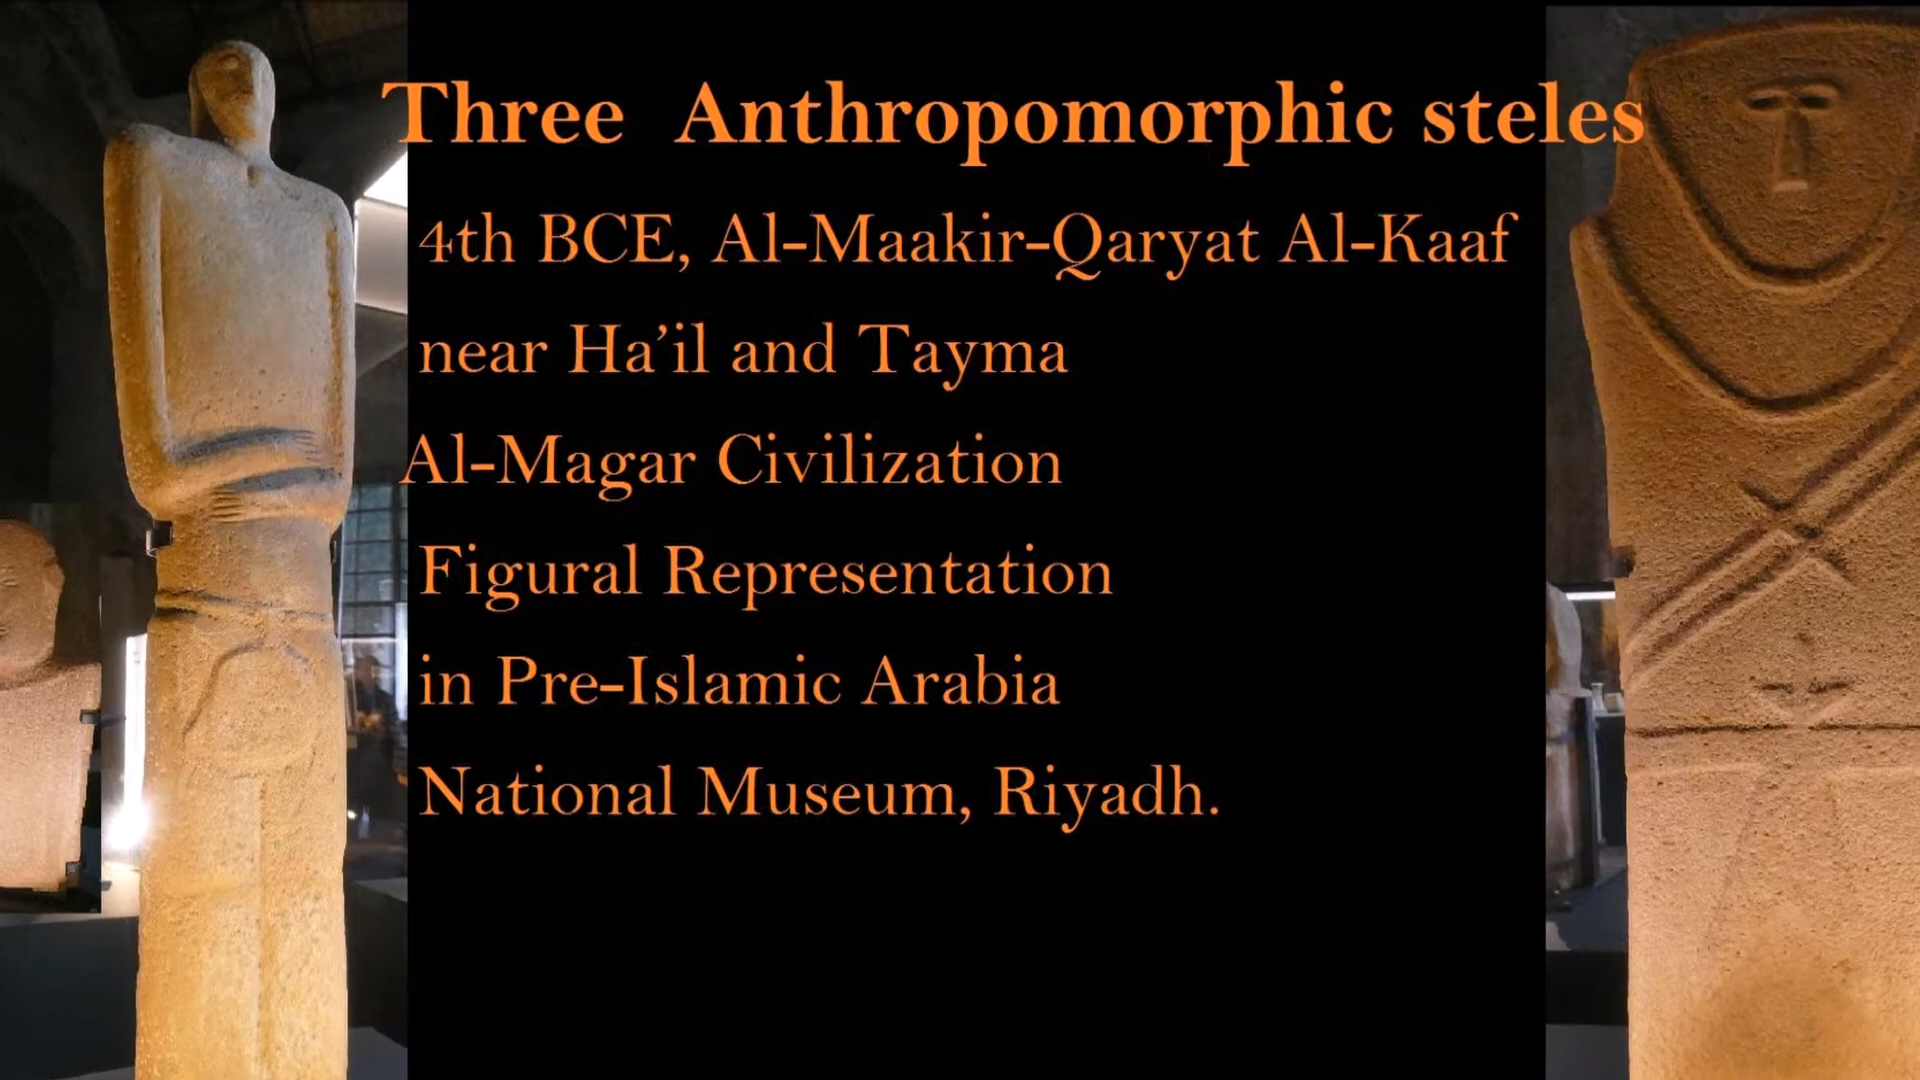 Three Anthropomorphic steles
4th BCE, Al-Maakir-Qaryat Al-Kaaf
near Ha’il and Tayma
Al-Magar Civilization
Figural Representation
in Pre-Islamic Arabia
National Museum, Riyadh.